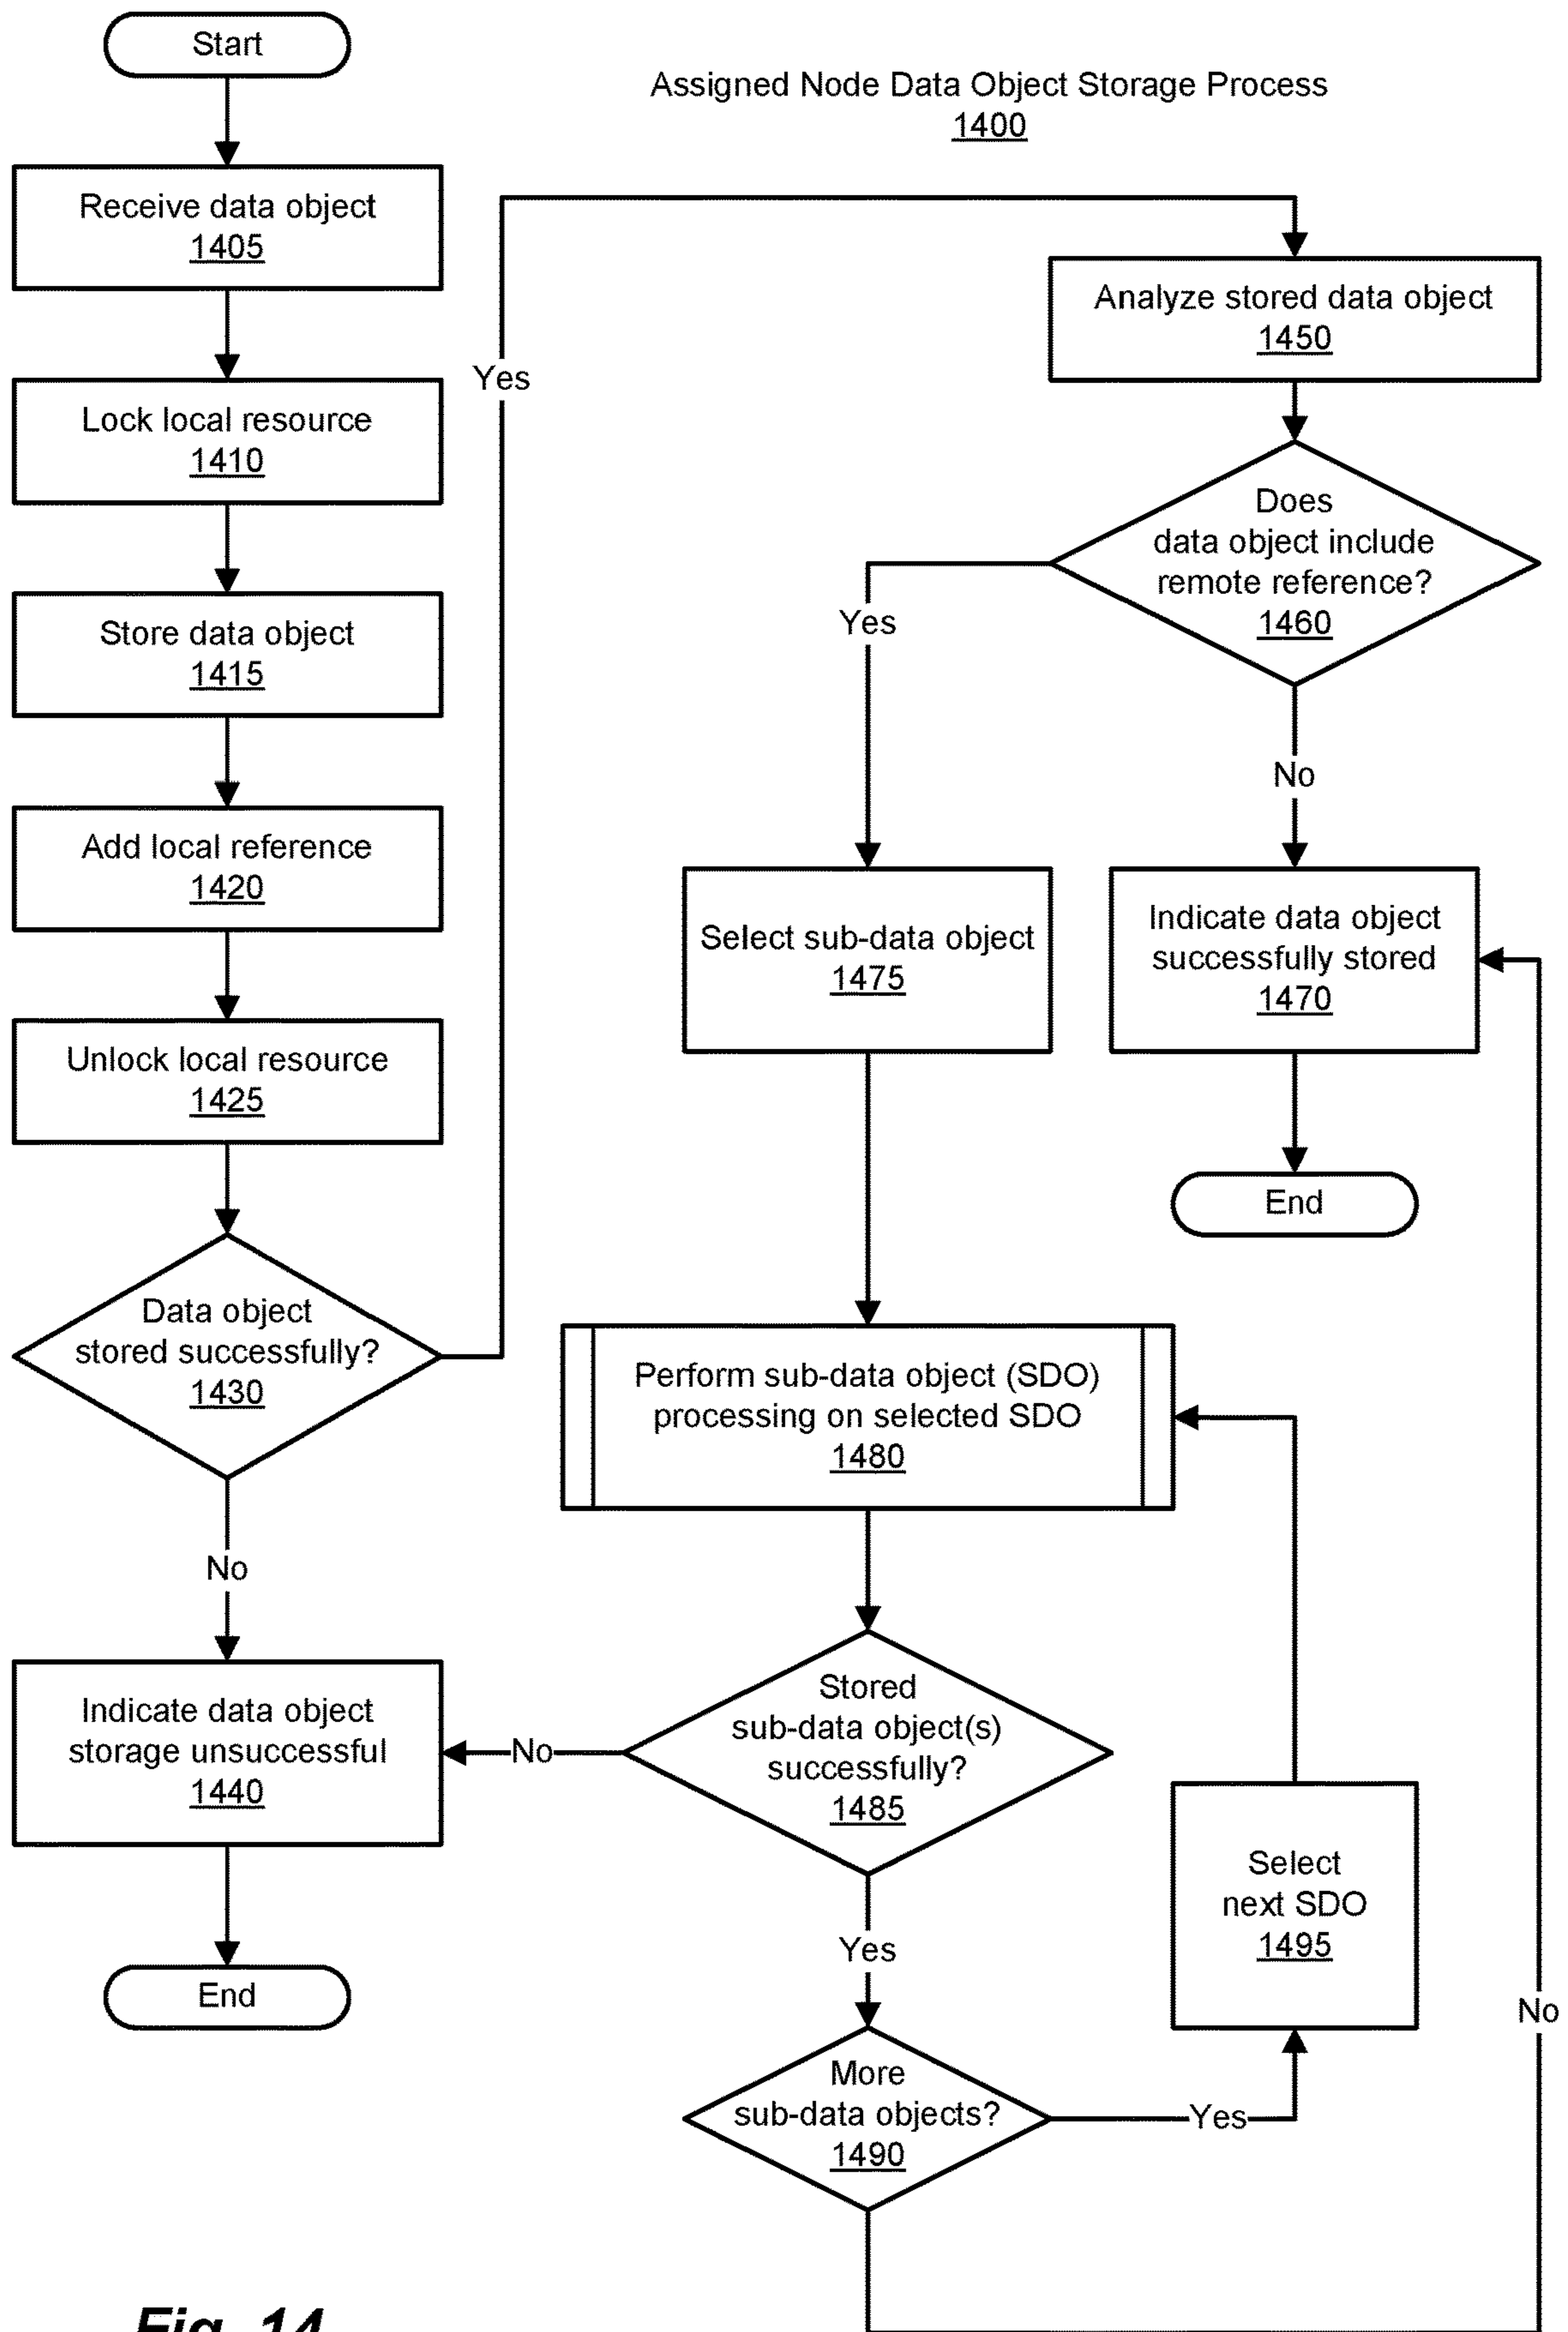 Start
Assigned Node Data Object Storage Process
1400
Receive data object
1405
Lock local resource
1410
Store data object
1415
Add local reference
1420
Unlock local resource
1425
Data object
stored successfully?
1430
Yes
No
Indicate data object
storage unsuccessful
1440
End
Analyze stored data object
1450
Does
data object include
remote reference?
1460
Yes
No
Select sub-data object
1475
Indicate data object
successfully stored
1470
End
Perform sub-data object (SDO)
processing on selected SDO
1480
Stored
sub-data object(s)
successfully?
1485
No
Yes
Select
next SDO
1495
More
sub-data objects?
1490
Yes
No
Fig. 14